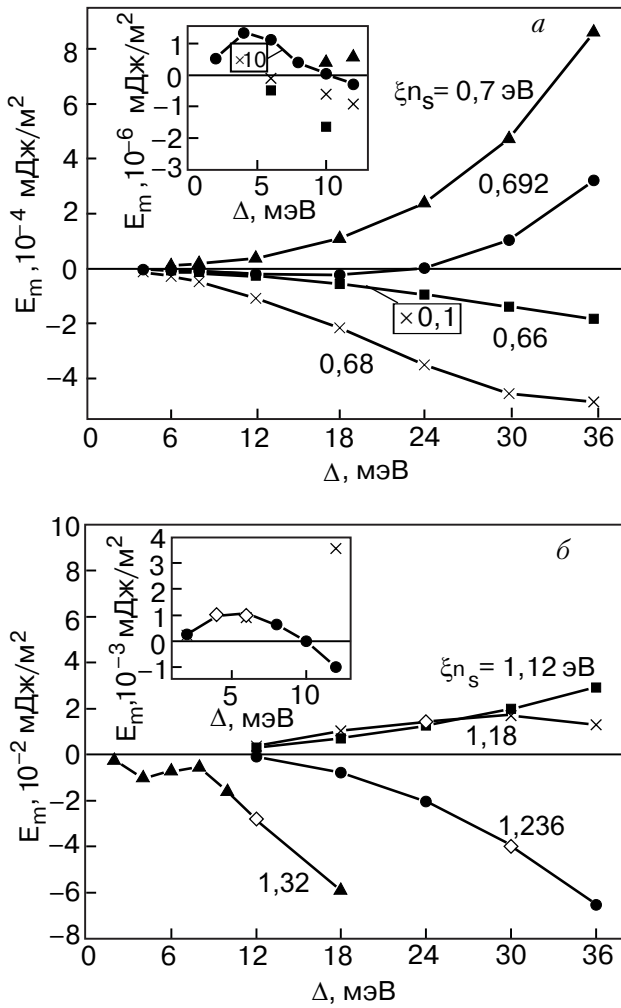 а
E_m, 10⁻⁴ мДж/м²
8
6
4
2
0
−2
−4
0 6 12 18 24 30 36
Δ, мэВ
ξn_s = 0,7 эВ
0,692
× 0,1
0,66
0,68
E_m, 10⁻⁶ мДж/м²
1
0
−1
−2
−3
×10
0 5 10
Δ, мэВ
б
E_m, 10⁻² мДж/м²
10
8
6
4
2
0
−2
−4
−6
−8
0 6 12 18 24 30 36
Δ, мэВ
ξn_s = 1,12 эВ
1,18
1,236
1,32
E_m, 10⁻³ мДж/м²
4
3
2
1
0
−1
5 10
Δ, мэВ